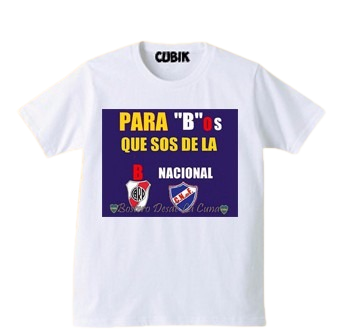 CUBIK
PARA "B"Os
QUE SOS DE LA
B NACIONAL
Bostero Desde La Cuna